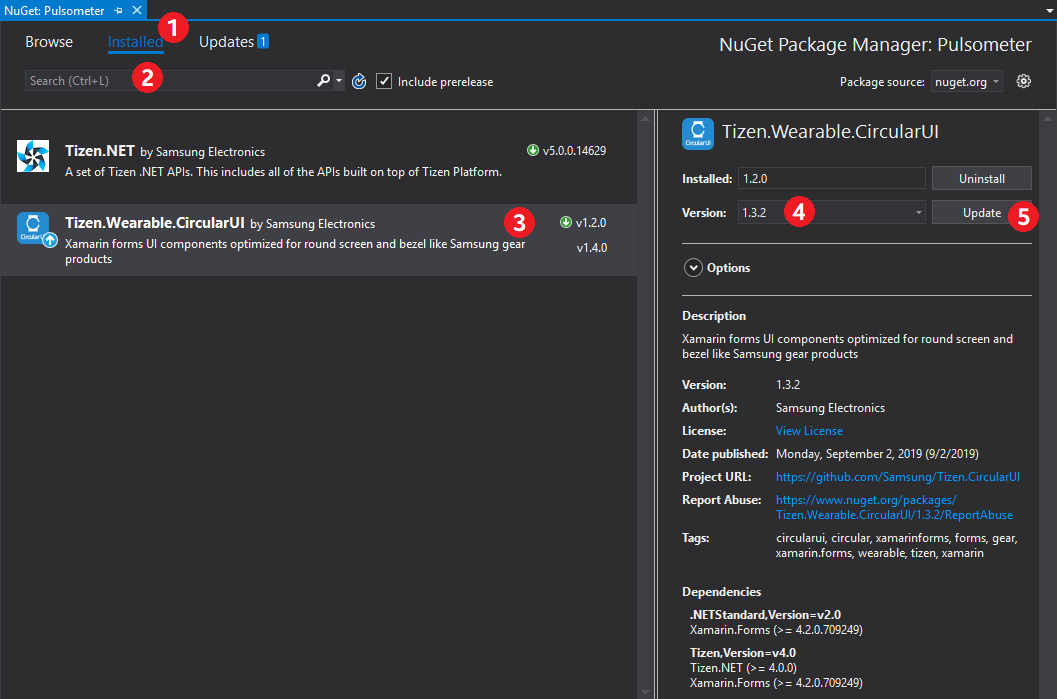 NuGet: Pulsometer
1
Browse Installed Updates 1
NuGet Package Manager: Pulsometer
Search (Ctrl+L) 2
Include prerelease
Package source: nuget.org
Tizen.NET by Samsung Electronics
v5.0.0.14629
A set of Tizen .NET APIs. This includes all of the APIs built on top of Tizen Platform.
CircularUI
Tizen.Wearable.CircularUI by Samsung Electronics
3
v1.2.0
Xamarin forms UI components optimized for round screen and bezel like Samsung gear
products
v1.4.0
Circular UI
Tizen.Wearable.CircularUI
Installed: 1.2.0 Uninstall
Version: 1.3.2 4 Update 5
Options
Description
Xamarin forms UI components optimized for round screen and
bezel like Samsung gear products
Version: 1.3.2
Author(s): Samsung Electronics
License: View License
Date published: Monday, September 2, 2019 (9/2/2019)
Project URL: https://github.com/Samsung/Tizen.CircularUI
Report Abuse: https://www.nuget.org/packages/
Tizen.Wearable.CircularUI/1.3.2/ReportAbuse
Tags: circularui, circular, xamarinforms, forms, gear,
xamarin.forms, wearable, tizen, xamarin
Dependencies
.NETStandard,Version=v2.0
Xamarin.Forms (>= 4.2.0.709249)
Tizen,Version=v4.0
Tizen.NET (>= 4.0.0)
Xamarin.Forms (>= 4.2.0.709249)